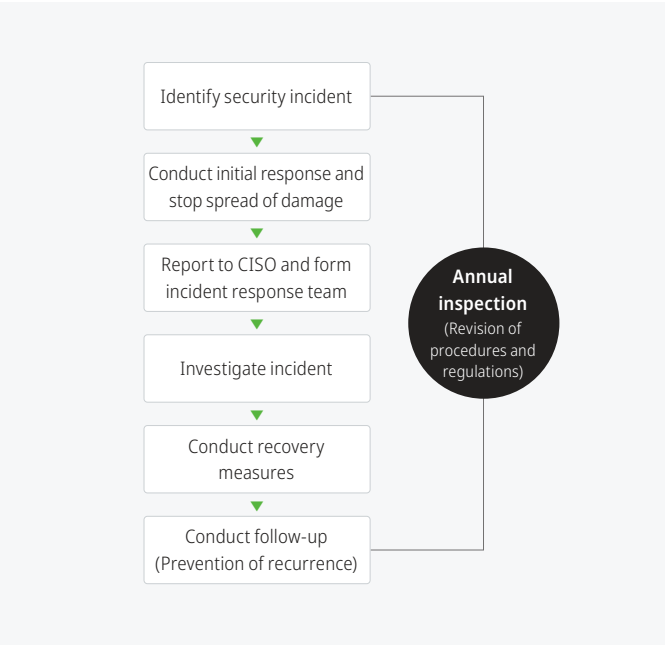 Identify security incident
Conduct initial response and
stop spread of damage
Report to CISO and form
incident response team
Investigate incident
Conduct recovery
measures
Conduct follow-up
(Prevention of recurrence)
Annual
inspection
(Revision of
procedures and
regulations)